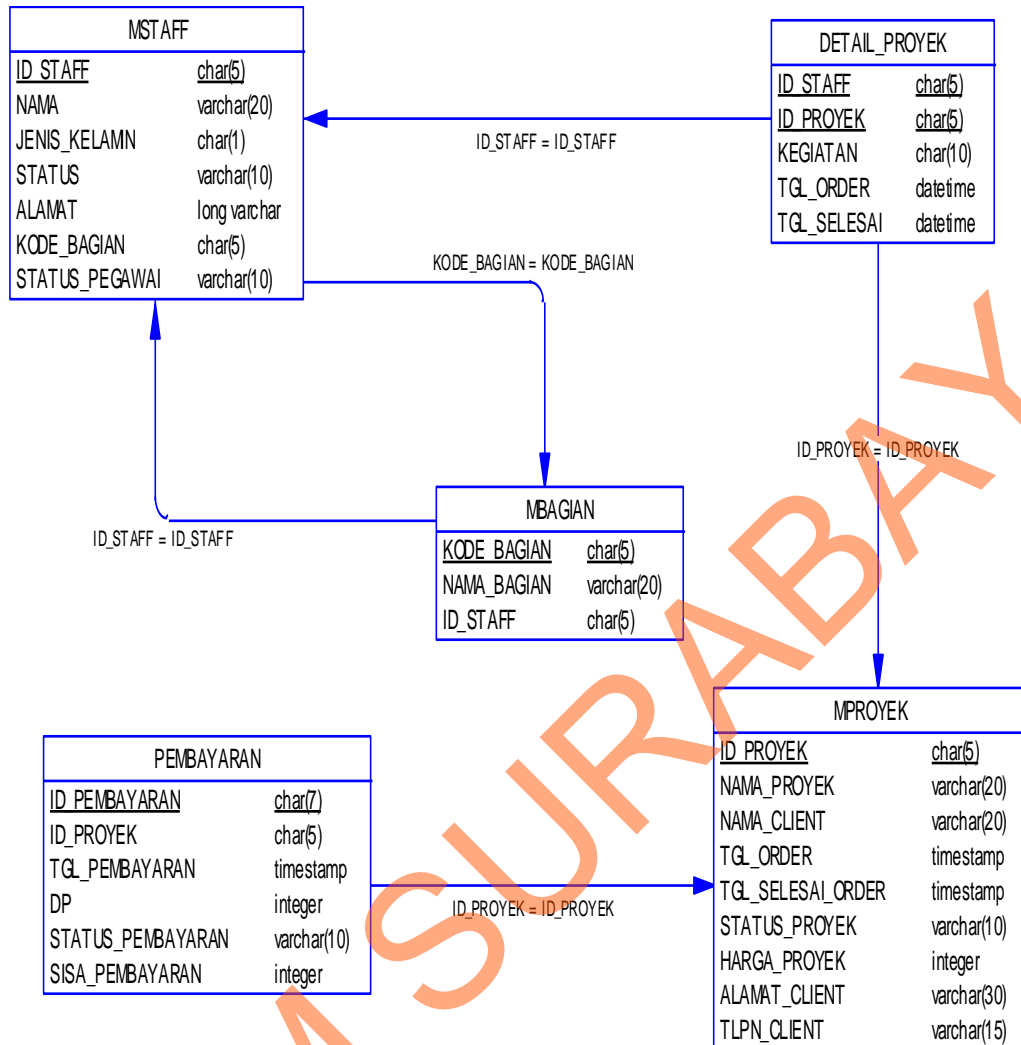 MSTAFF
ID_STAFF char(5)
NAMA varchar(20)
JENIS_KELAMIN char(1)
STATUS varchar(10)
ALAMAT long varchar
KODE_BAGIAN char(5)
STATUS_PEGAWAI varchar(10)
DETAIL_PROYEK
ID_STAFF char(5)
ID_PROYEK char(5)
KEGIATAN char(10)
TGL_ORDER datetime
TGL_SELESAI datetime
ID_STAFF = ID_STAFF
KODE_BAGIAN = KODE_BAGIAN
ID_PROYEK = ID_PROYEK
ID_STAFF = ID_STAFF
MBAGIAN
KODE_BAGIAN char(5)
NAMA_BAGIAN varchar(20)
ID_STAFF char(5)
PEMBAYARAN
ID_PEMBAYARAN char(7)
ID_PROYEK char(5)
TGL_PEMBAYARAN timestamp
DP integer
STATUS_PEMBAYARAN varchar(10)
SISA_PEMBAYARAN integer
ID_PROYEK = ID_PROYEK
MPROYEK
ID_PROYEK char(5)
NAMA_PROYEK varchar(20)
NAMA_CLIENT varchar(20)
TGL_ORDER timestamp
TGL_SELESAI_ORDER timestamp
STATUS_PROYEK varchar(10)
HARGA_PROYEK integer
ALAMAT_CLIENT varchar(30)
TLPN_CLIENT varchar(15)
M SURABAY